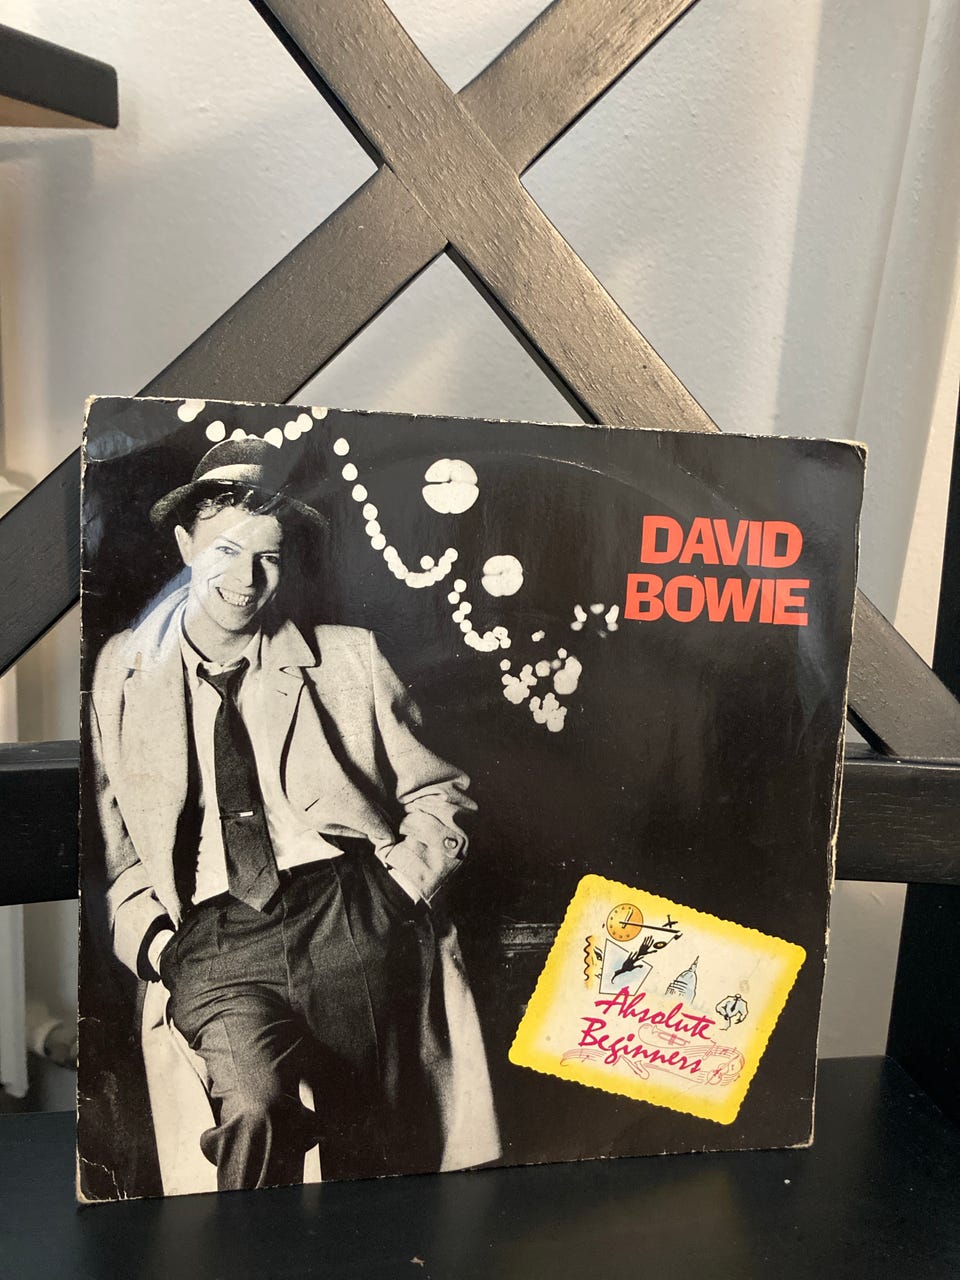 DAVID
BOWIE
Absolute
Beginners